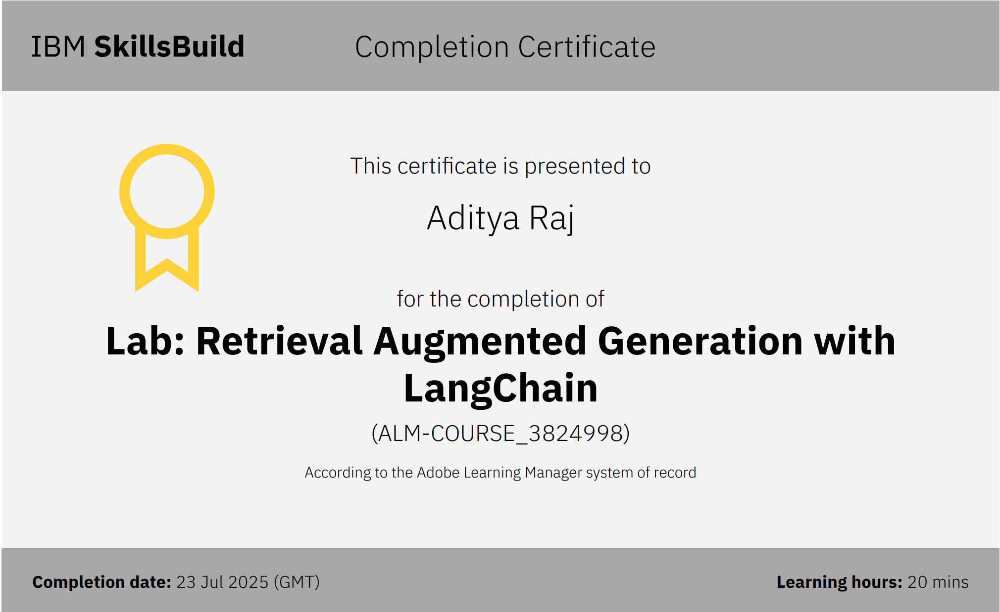 IBM SkillsBuild
Completion Certificate
This certificate is presented to
Aditya Raj
for the completion of
Lab: Retrieval Augmented Generation with
LangChain
(ALM-COURSE_3824998)
According to the Adobe Learning Manager system of record
Completion date: 23 Jul 2025 (GMT)
Learning hours: 20 mins